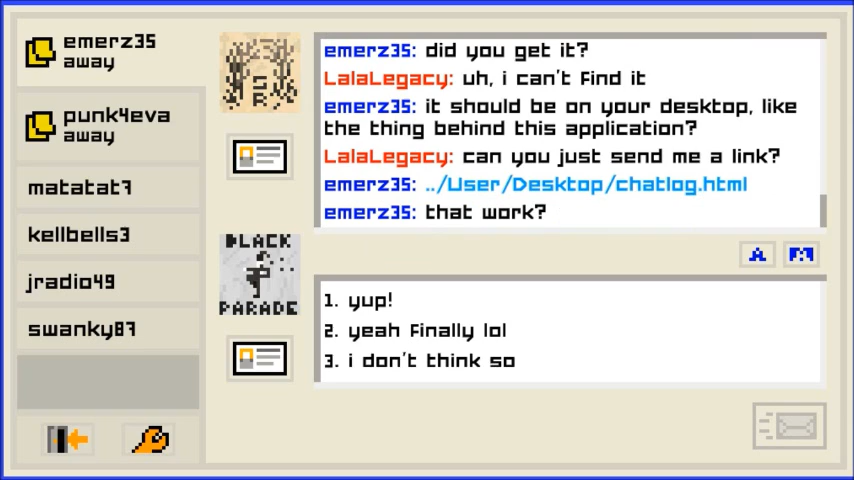 emerz35
away
punk4eva
away
matatat7
kellbells3
jradio49
swanky87
BLACK
PARADE
emerz35: did you get it?
LalaLegacy: uh, i can't find it
emerz35: it should be on your desktop, like
the thing behind this application?
LalaLegacy: can you just send me a link?
emerz35: ../User/Desktop/chatlog.html
emerz35: that work?
A
1. yup!
2. yeah finally lol
3. i don't think so